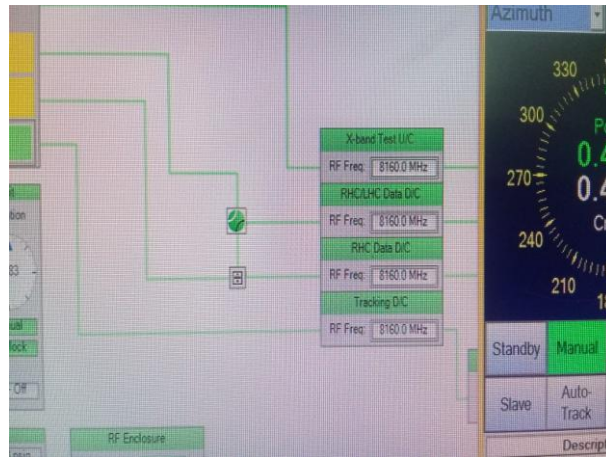 Azimuth
330
300
270
240
210
X-band Test U/C
RF Freq: 8160.0 MHz
RHC/LHC Data D/C
RF Freq: 8160.0 MHz
RHC Data D/C
RF Freq: 8160.0 MHz
Tracking D/C
RF Freq: 8160.0 MHz
Standby
Manual
Slave
Auto-
Track
RF Enclosure